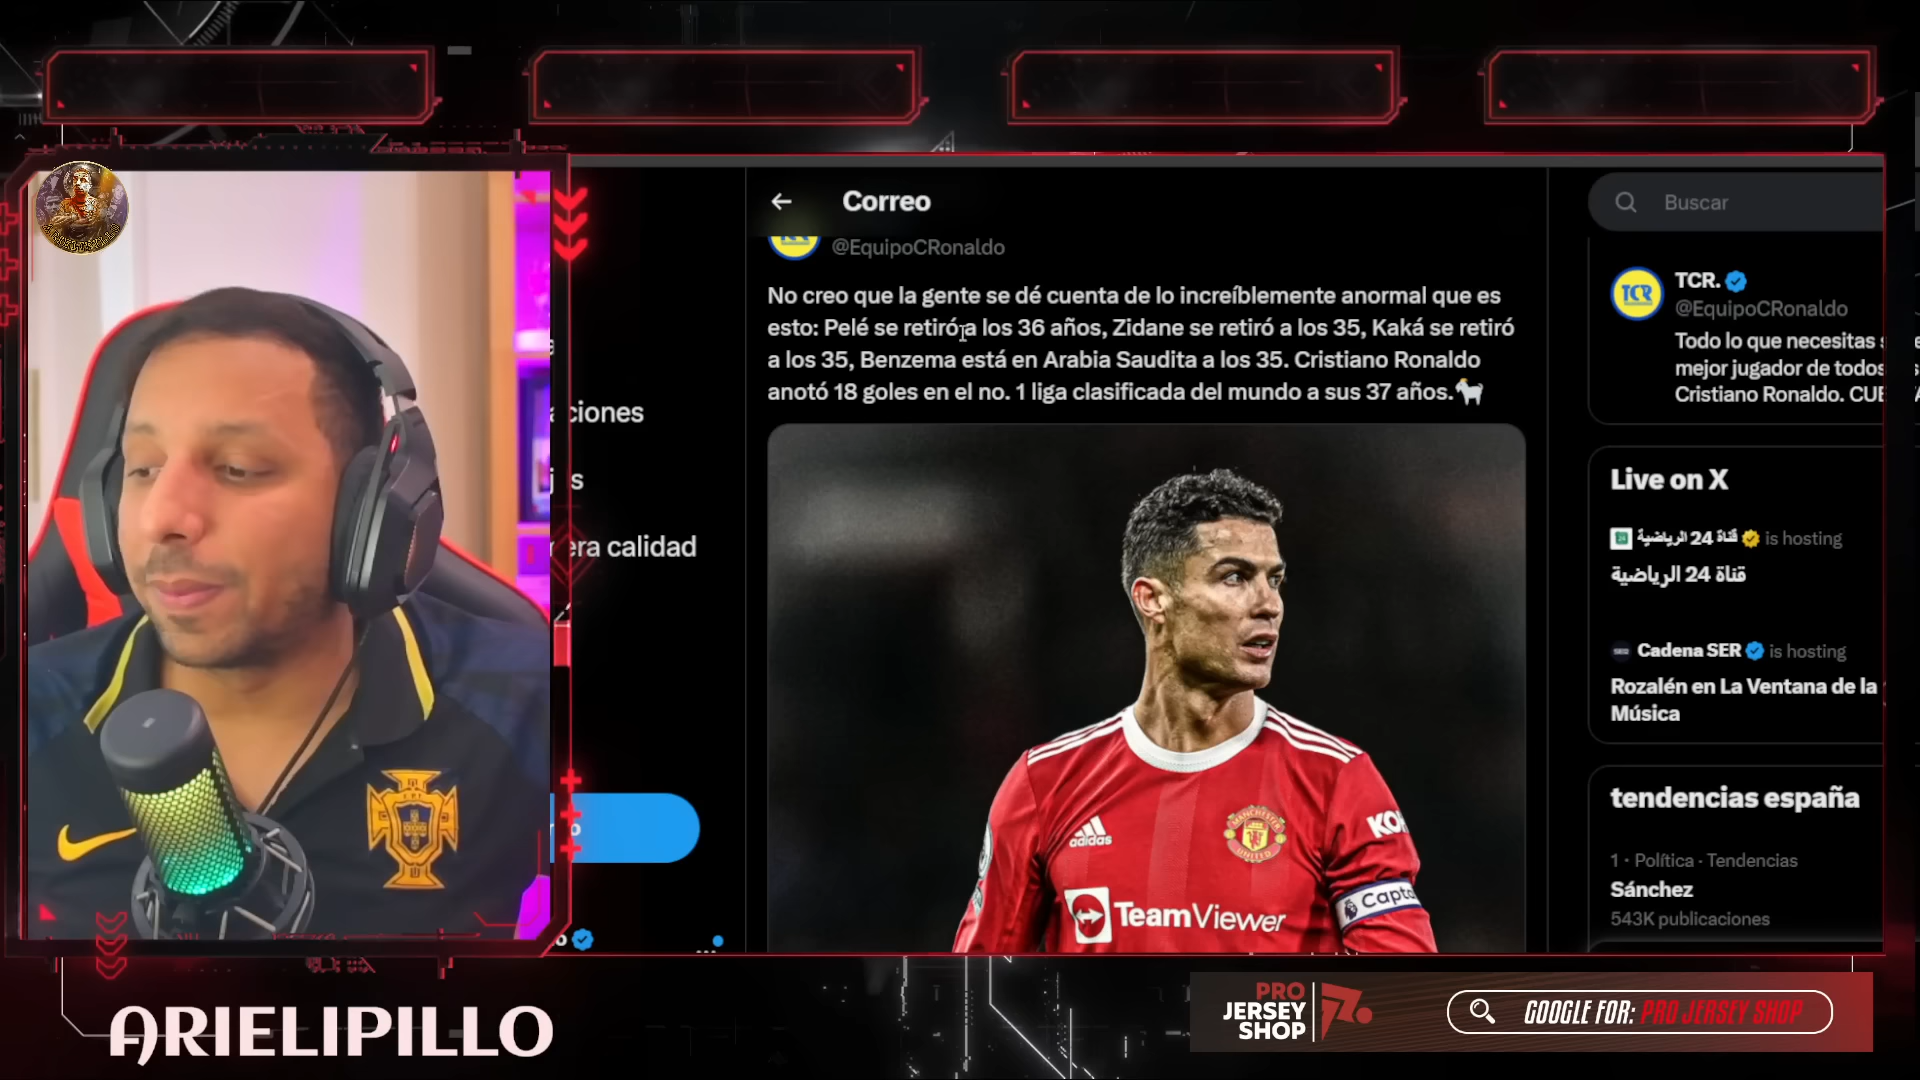 Correo
Buscar
@EquipoCRonaldo
No creo que la gente se dé cuenta de lo increíblemente anormal que es
esto: Pelé se retiró a los 36 años, Zidane se retiró a los 35, Kaká se retiró
a los 35, Benzema está en Arabia Saudita a los 35. Cristiano Ronaldo
anotó 18 goles en el no. 1 liga clasificada del mundo a sus 37 años.
ciones
s
era calidad
TCR
TCR.
@EquipoCRonaldo
Todo lo que necesitas s
mejor jugador de todos
Cristiano Ronaldo. CUE
Live on X
قناة 24 الرياضية is hosting
قناة 24 الرياضية
Cadena SER is hosting
Rozalén en La Ventana de la
Música
tendencias españa
1 · Política · Tendencias
Sánchez
543K publicaciones
adidas
MANCHESTER
UNITED
KOH
Capta
TeamViewer
ARIELIPILLO
PRO
JERSEY
SHOP
GOOGLE FOR: PRO JERSEY SHOP